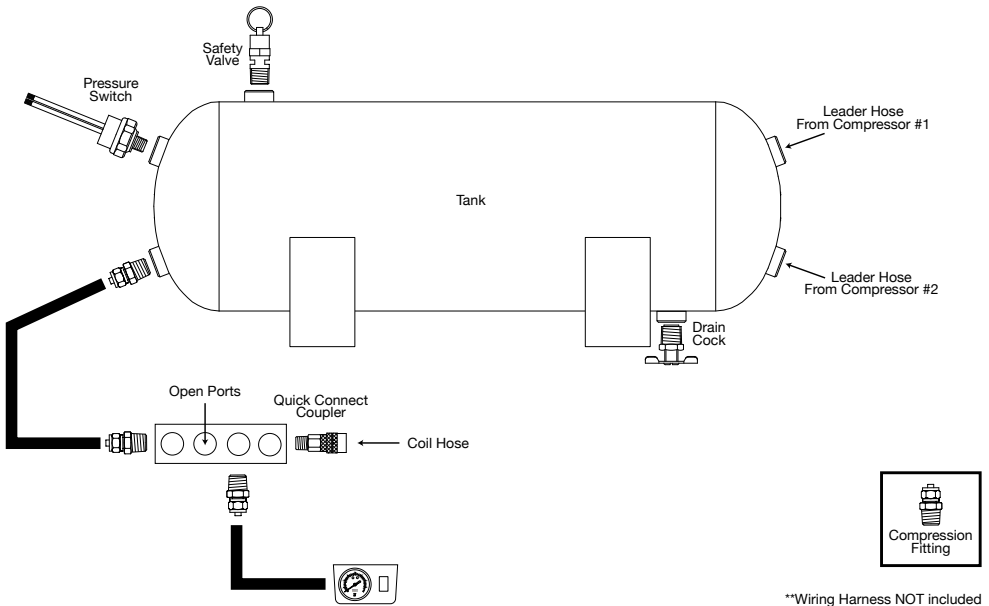 Safety
Valve
Pressure
Switch
Leader Hose
From Compressor #1
Tank
Leader Hose
From Compressor #2
Drain
Cock
Open Ports
Quick Connect
Coupler
Coil Hose
Compression
Fitting
**Wiring Harness NOT included